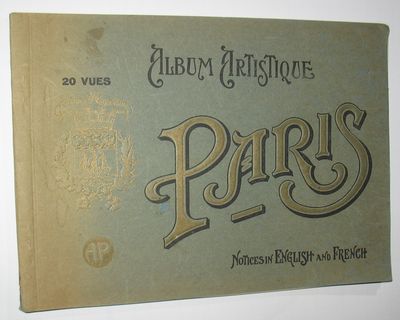 20 VUES
ALBUM ARTISTIQUE
PARIS
NOTICES IN ENGLISH AND FRENCH
AP